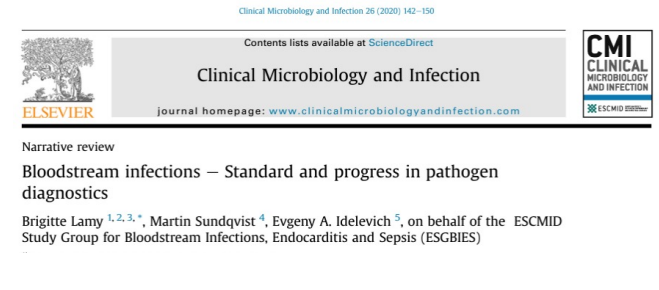 Clinical Microbiology and Infection 26 (2020) 142–150
Contents lists available at ScienceDirect
Clinical Microbiology and Infection
journal homepage: www.clinicalmicrobiologyandinfection.com
ELSEVIER
CMI
CLINICAL
MICROBIOLOGY
AND INFECTION
ESCMID
Narrative review
Bloodstream infections – Standard and progress in pathogen
diagnostics
Brigitte Lamy 1, 2, 3, *, Martin Sundqvist 4, Evgeny A. Idelevich 5, on behalf of the ESCMID
Study Group for Bloodstream Infections, Endocarditis and Sepsis (ESGBIES)